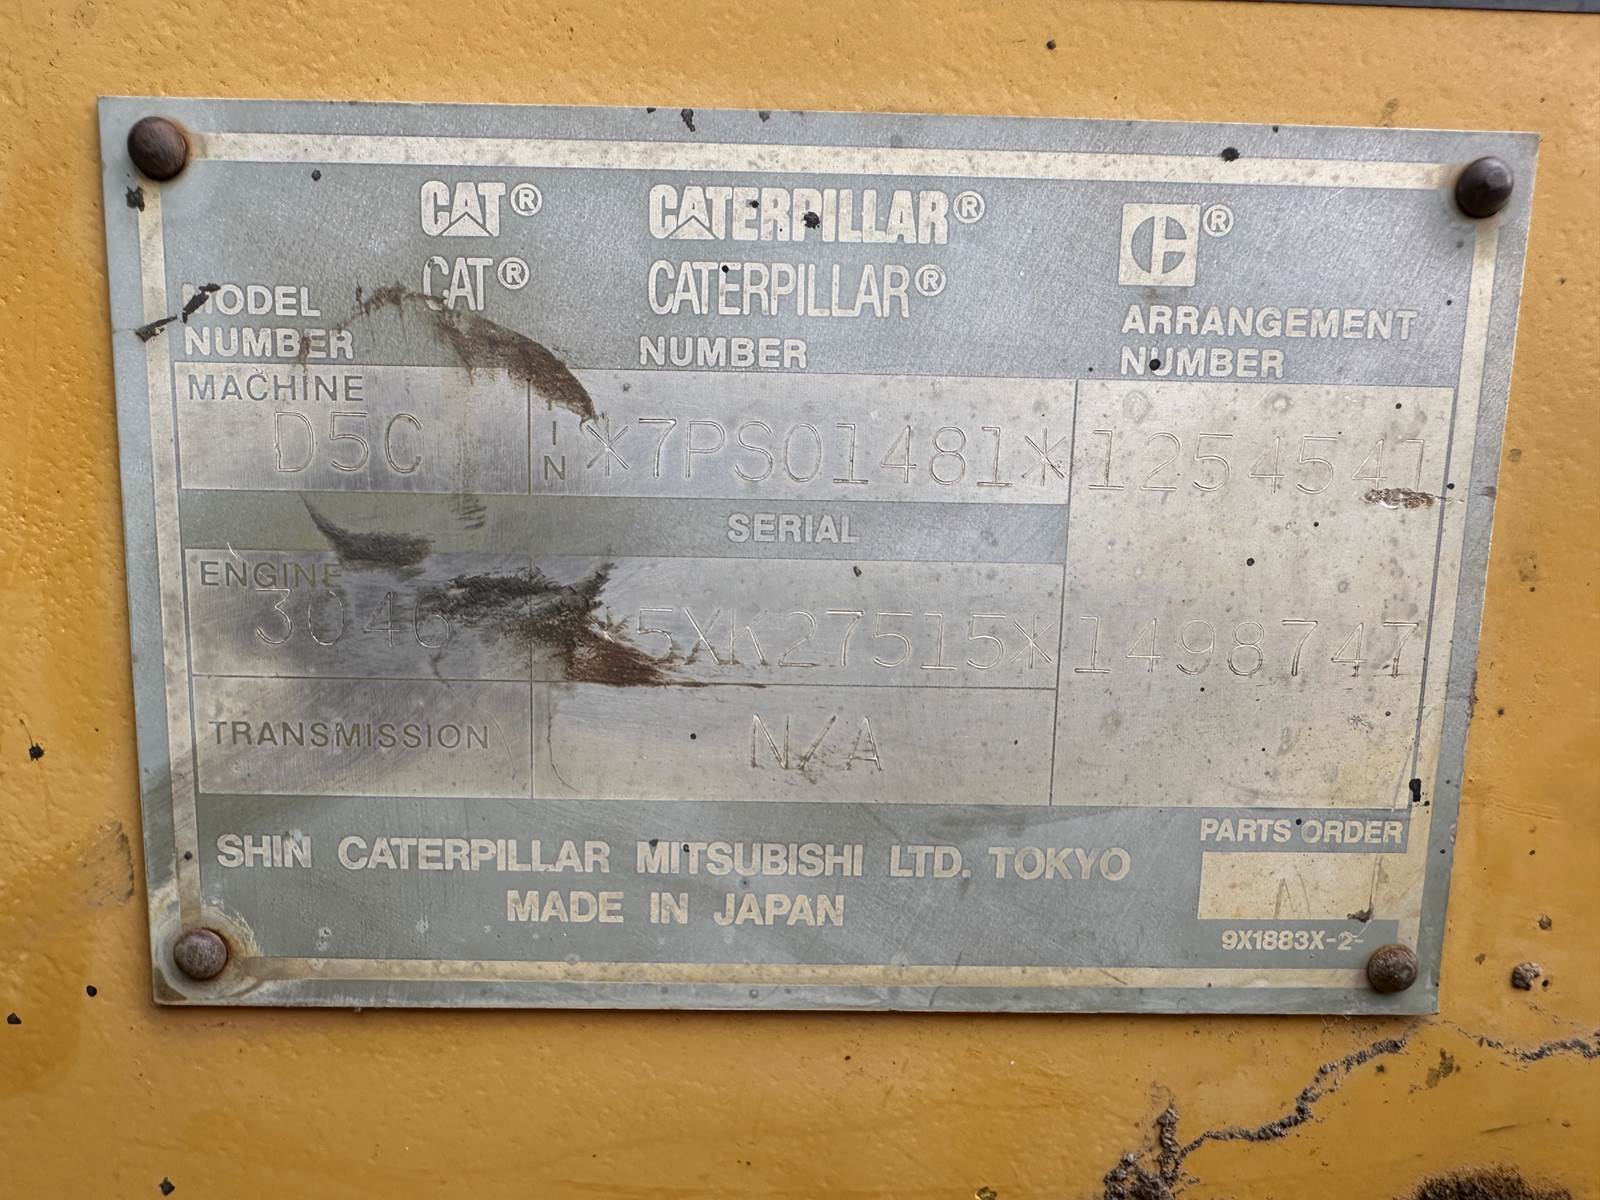 CAT® CATERPILLAR® ®
CAT® CATERPILLAR®
MODEL NUMBER NUMBER ARRANGEMENT NUMBER
MACHINE
D5C PIN *7PS01481* 1254541
SERIAL
ENGINE
3046 5XK27515* 1498747
TRANSMISSION N/A
PARTS ORDER
SHIN CATERPILLAR MITSUBISHI LTD. TOKYO
MADE IN JAPAN
9X1883X-2-